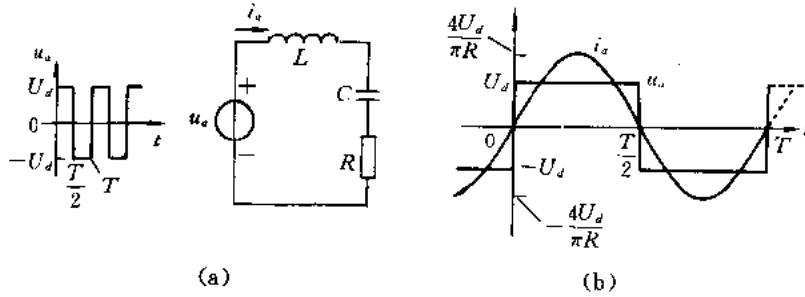 u_a
U_d
0
-U_d
t
T/2
T
i_a
L
C
u_a
+
-
R
(a)
4U_d/πR
i_a
U_d
u_a
0
T/2
T
-U_d
-4U_d/πR
(b)